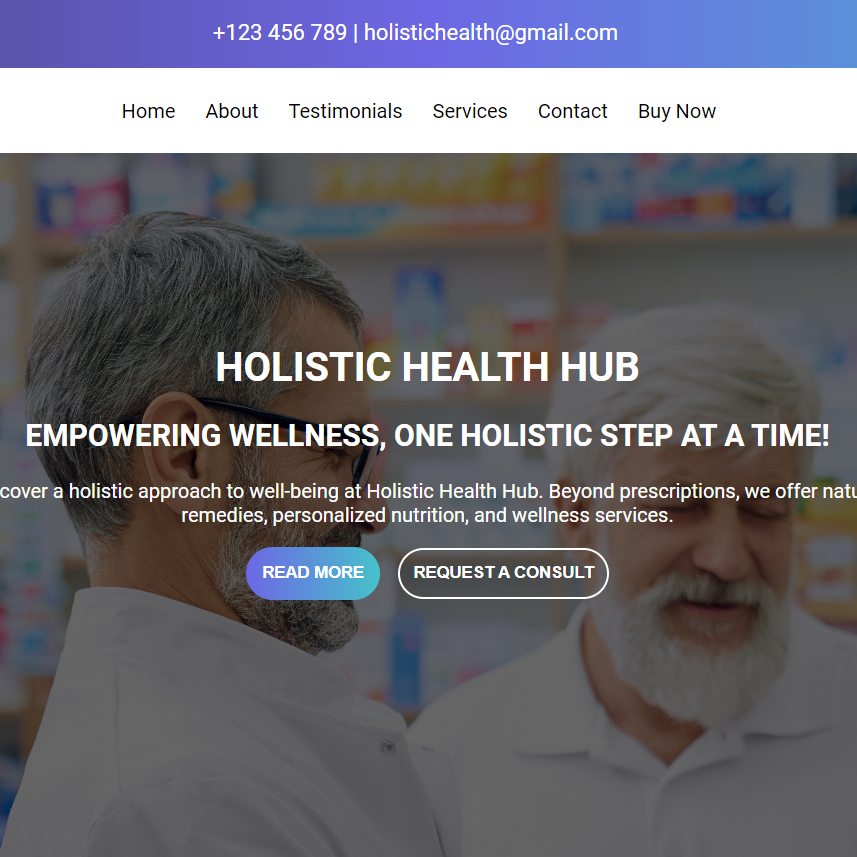 +123 456 789 | holistichealth@gmail.com
Home About Testimonials Services Contact Buy Now
HOLISTIC HEALTH HUB
EMPOWERING WELLNESS, ONE HOLISTIC STEP AT A TIME!
cover a holistic approach to well-being at Holistic Health Hub. Beyond prescriptions, we offer natu
remedies, personalized nutrition, and wellness services.
READ MORE REQUEST A CONSULT